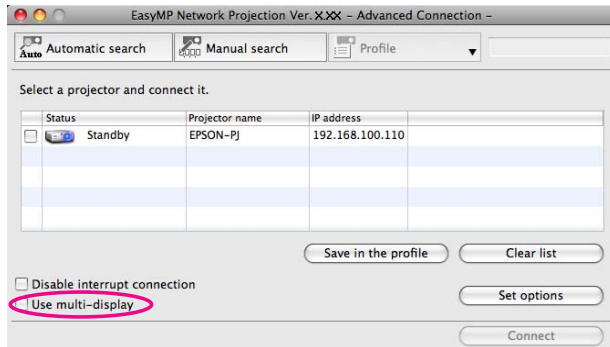 EasyMP Network Projection Ver.X.XX – Advanced Connection –
Auto Automatic search Manual search Profile
Select a projector and connect it.
Status Projector name IP address
Standby EPSON-PJ 192.168.100.110
Save in the profile Clear list
Disable interrupt connection
Use multi-display Set options
Connect